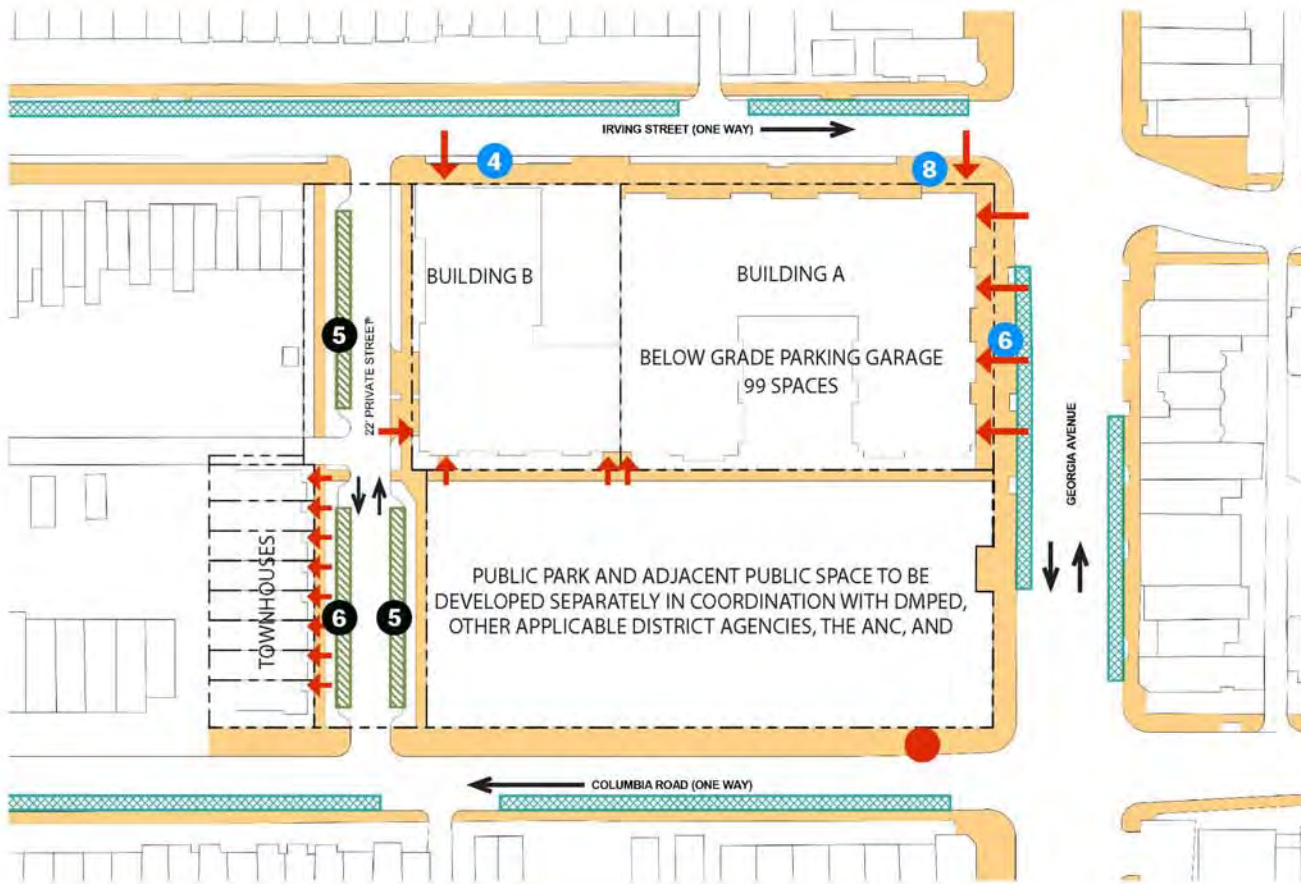 IRVING STREET (ONE WAY)
4
8
BUILDING B
BUILDING A
5
22' PRIVATE STREET
6
BELOW GRADE PARKING GARAGE
99 SPACES
GEORGIA AVENUE
TOWNHOUSES
6
5
PUBLIC PARK AND ADJACENT PUBLIC SPACE TO BE
DEVELOPED SEPARATELY IN COORDINATION WITH DMPED,
OTHER APPLICABLE DISTRICT AGENCIES, THE ANC, AND
COLUMBIA ROAD (ONE WAY)